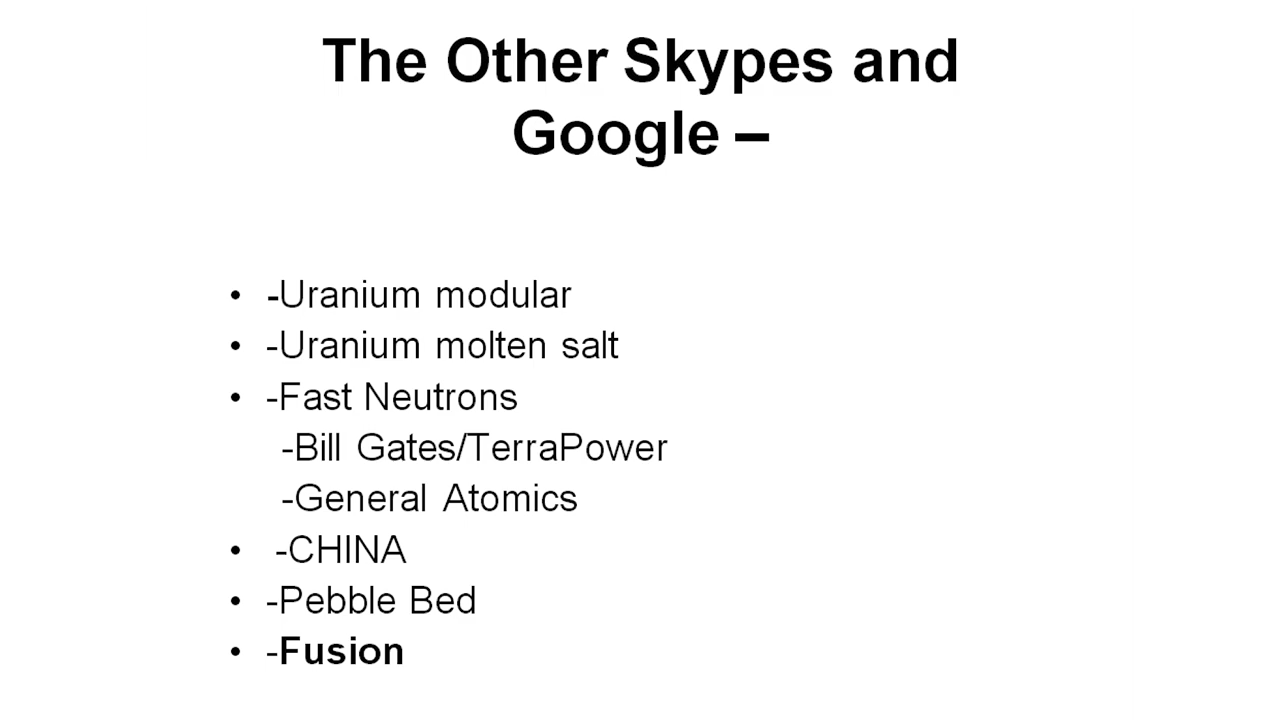 The Other Skypes and
Google –
• -Uranium modular
• -Uranium molten salt
• -Fast Neutrons
-Bill Gates/TerraPower
-General Atomics
• -CHINA
• -Pebble Bed
• -Fusion